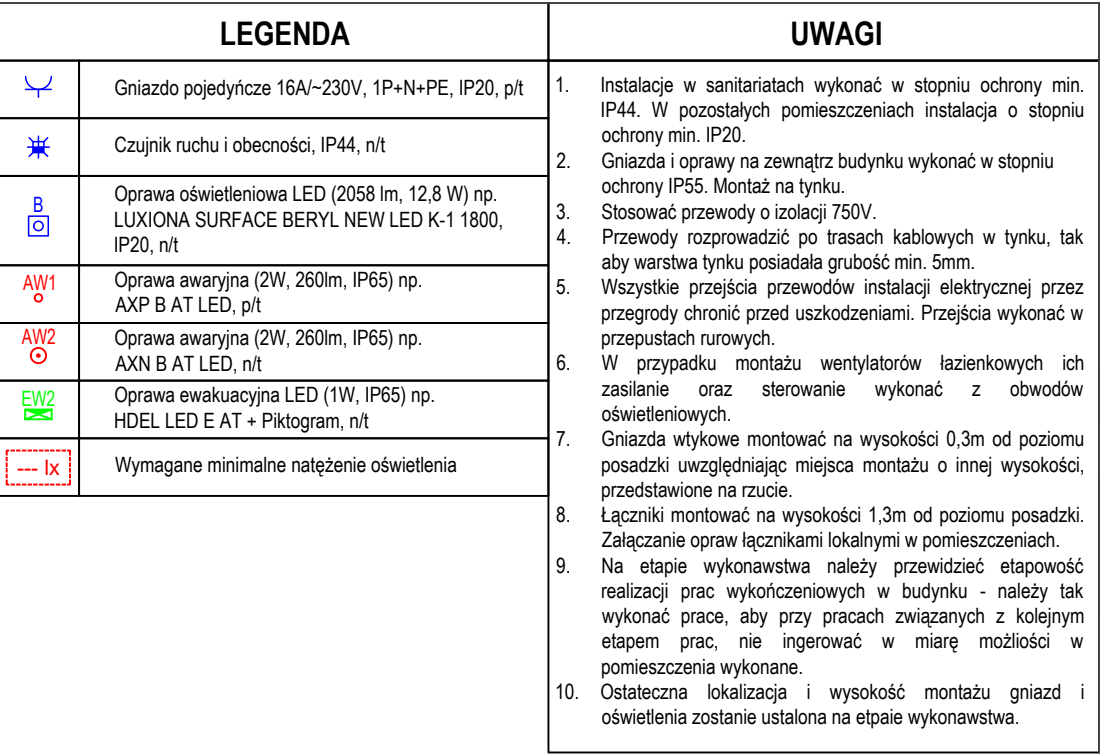 LEGENDA
Gniazdo pojedyńcze 16A/~230V, 1P+N+PE, IP20, p/t
Czujnik ruchu i obecności, IP44, n/t
B
Oprawa oświetleniowa LED (2058 lm, 12,8 W) np.
LUXIONA SURFACE BERYL NEW LED K-1 1800,
IP20, n/t
AW1
Oprawa awaryjna (2W, 260lm, IP65) np.
AXP B AT LED, p/t
AW2
Oprawa awaryjna (2W, 260lm, IP65) np.
AXN B AT LED, n/t
EW2
Oprawa ewakuacyjna LED (1W, IP65) np.
HDEL LED E AT + Piktogram, n/t
--- lx
Wymagane minimalne natężenie oświetlenia
UWAGI
1. Instalacje w sanitariatach wykonać w stopniu ochrony min.
IP44. W pozostałych pomieszczeniach instalacja o stopniu
ochrony min. IP20.
2. Gniazda i oprawy na zewnątrz budynku wykonać w stopniu
ochrony IP55. Montaż na tynku.
3. Stosować przewody o izolacji 750V.
4. Przewody rozprowadzić po trasach kablowych w tynku, tak
aby warstwa tynku posiadała grubość min. 5mm.
5. Wszystkie przejścia przewodów instalacji elektrycznej przez
przegrody chronić przed uszkodzeniami. Przejścia wykonać w
przepustach rurowych.
6. W przypadku montażu wentylatorów łazienkowych ich
zasilanie oraz sterowanie wykonać z obwodów
oświetleniowych.
7. Gniazda wtykowe montować na wysokości 0,3m od poziomu
posadzki uwzględniając miejsca montażu o innej wysokości,
przedstawione na rzucie.
8. Łączniki montować na wysokości 1,3m od poziomu posadzki.
Załączanie opraw łącznikami lokalnymi w pomieszczeniach.
9. Na etapie wykonawstwa należy przewidzieć etapowość
realizacji prac wykończeniowych w budynku - należy tak
wykonać prace, aby przy pracach związanych z kolejnym
etapem prac, nie ingerować w miarę możliości w
pomieszczenia wykonane.
10. Ostateczna lokalizacja i wysokość montażu gniazd i
oświetlenia zostanie ustalona na etpaie wykonawstwa.